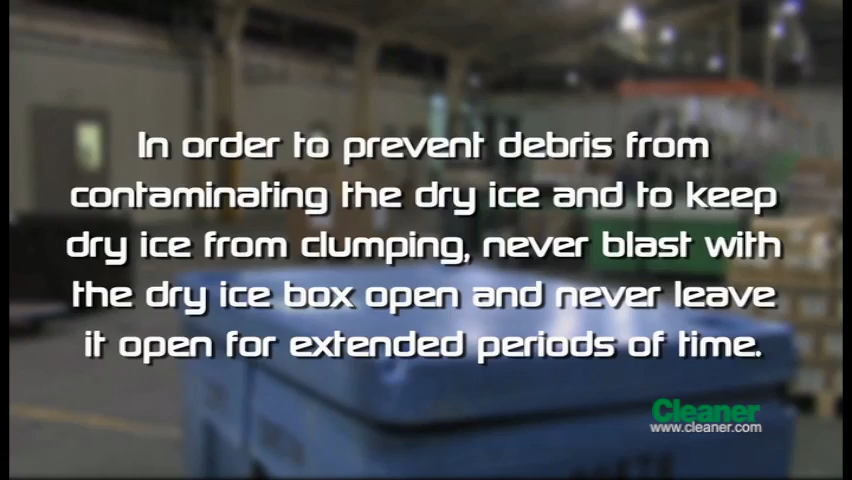 In order to prevent debris from
contaminating the dry ice and to keep
dry ice from clumping, never blast with
the dry ice box open and never leave
it open for extended periods of time.
Cleaner
www.cleaner.com